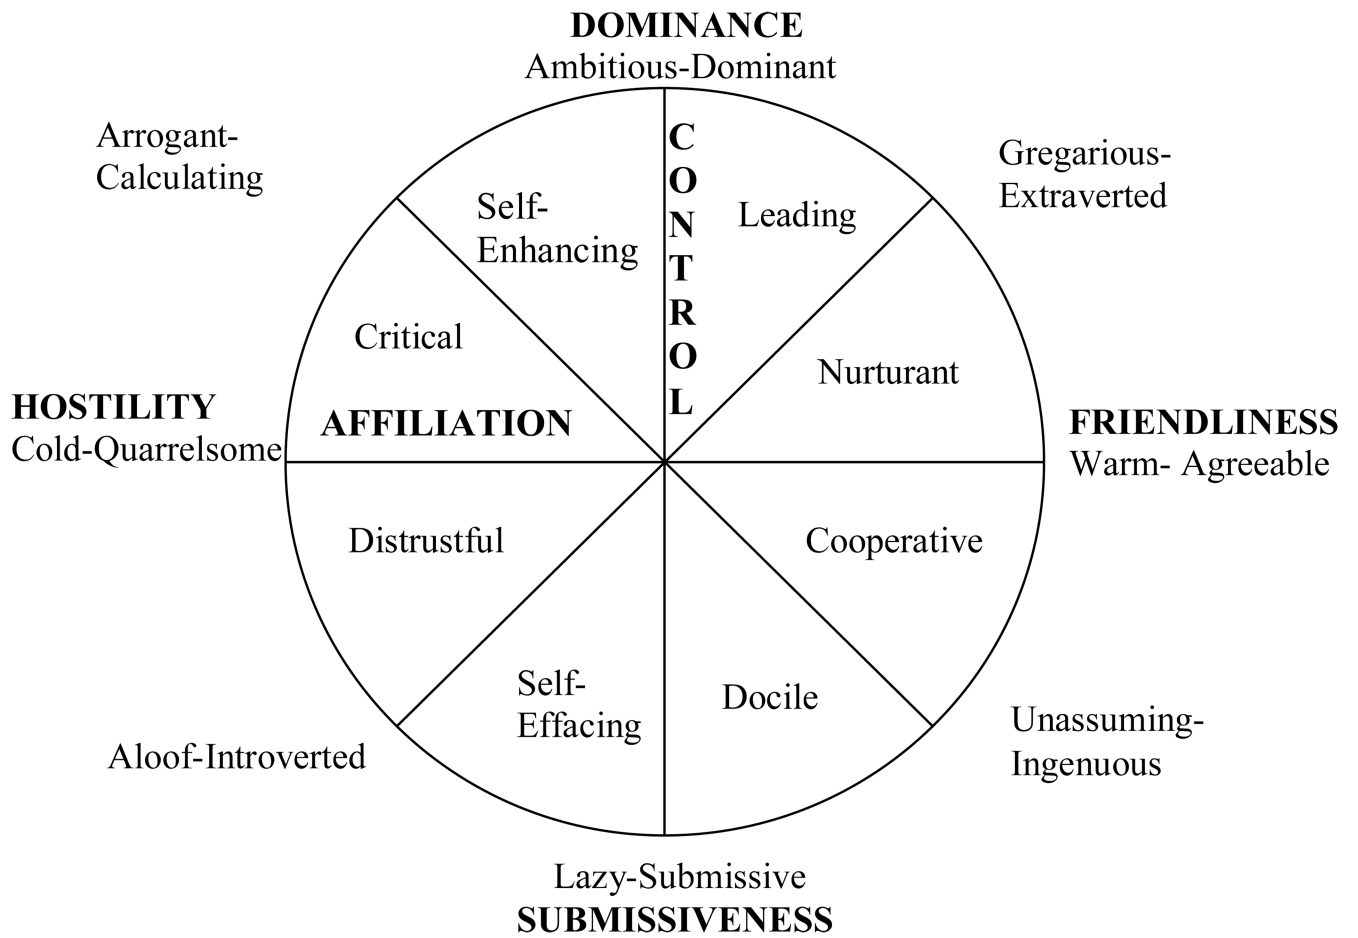 DOMINANCE
Ambitious-Dominant
Arrogant-
Calculating
Gregarious-
Extraverted
C
O
N
T
R
O
L
Self-
Enhancing
Leading
Critical
Nurturant
HOSTILITY
Cold-Quarrelsome
AFFILIATION
FRIENDLINESS
Warm- Agreeable
Distrustful
Cooperative
Self-
Effacing
Docile
Aloof-Introverted
Unassuming-
Ingenuous
Lazy-Submissive
SUBMISSIVENESS